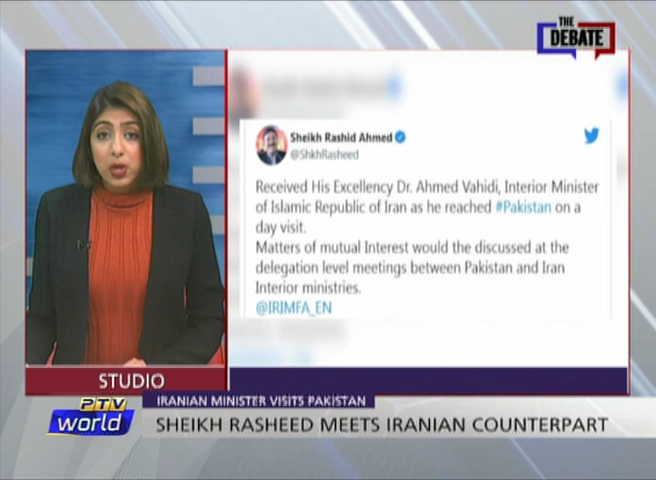 THE
DEBATE
Sheikh Rashid Ahmed
@ShkhRasheed
Received His Excellency Dr. Ahmed Vahidi, Interior Minister
of Islamic Republic of Iran as he reached #Pakistan on a
day visit.
Matters of mutual Interest would the discussed at the
delegation level meetings between Pakistan and Iran
Interior ministries.
@IRIMFA_EN
STUDIO
IRANIAN MINISTER VISITS PAKISTAN
PTV
world
SHEIKH RASHEED MEETS IRANIAN COUNTERPART